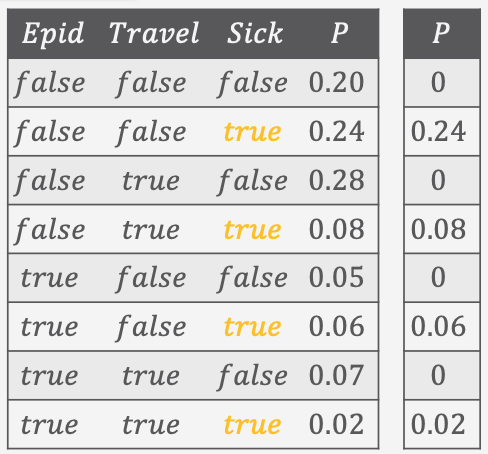 Epid Travel Sick P P
false false false 0.20 0
false false true 0.24 0.24
false true false 0.28 0
false true true 0.08 0.08
true false false 0.05 0
true false true 0.06 0.06
true true false 0.07 0
true true true 0.02 0.02